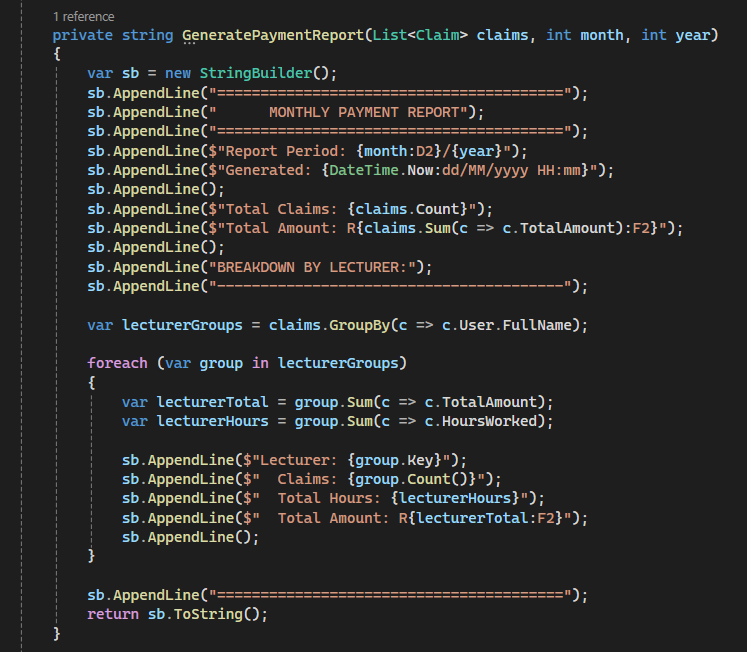 1 reference
private string GeneratePaymentReport(List<Claim> claims, int month, int year)
{
    var sb = new StringBuilder();
    sb.AppendLine("========================================");
    sb.AppendLine("      MONTHLY PAYMENT REPORT");
    sb.AppendLine("========================================");
    sb.AppendLine($"Report Period: {month:D2}/{year}");
    sb.AppendLine($"Generated: {DateTime.Now:dd/MM/yyyy HH:mm}");
    sb.AppendLine();
    sb.AppendLine($"Total Claims: {claims.Count}");
    sb.AppendLine($"Total Amount: R{claims.Sum(c => c.TotalAmount):F2}");
    sb.AppendLine();
    sb.AppendLine("BREAKDOWN BY LECTURER:");
    sb.AppendLine("----------------------------------------");

    var lecturerGroups = claims.GroupBy(c => c.User.FullName);

    foreach (var group in lecturerGroups)
    {
        var lecturerTotal = group.Sum(c => c.TotalAmount);
        var lecturerHours = group.Sum(c => c.HoursWorked);

        sb.AppendLine($"Lecturer: {group.Key}");
        sb.AppendLine($"  Claims: {group.Count()}");
        sb.AppendLine($"  Total Hours: {lecturerHours}");
        sb.AppendLine($"  Total Amount: R{lecturerTotal:F2}");
        sb.AppendLine();
    }

    sb.AppendLine("========================================");
    return sb.ToString();
}